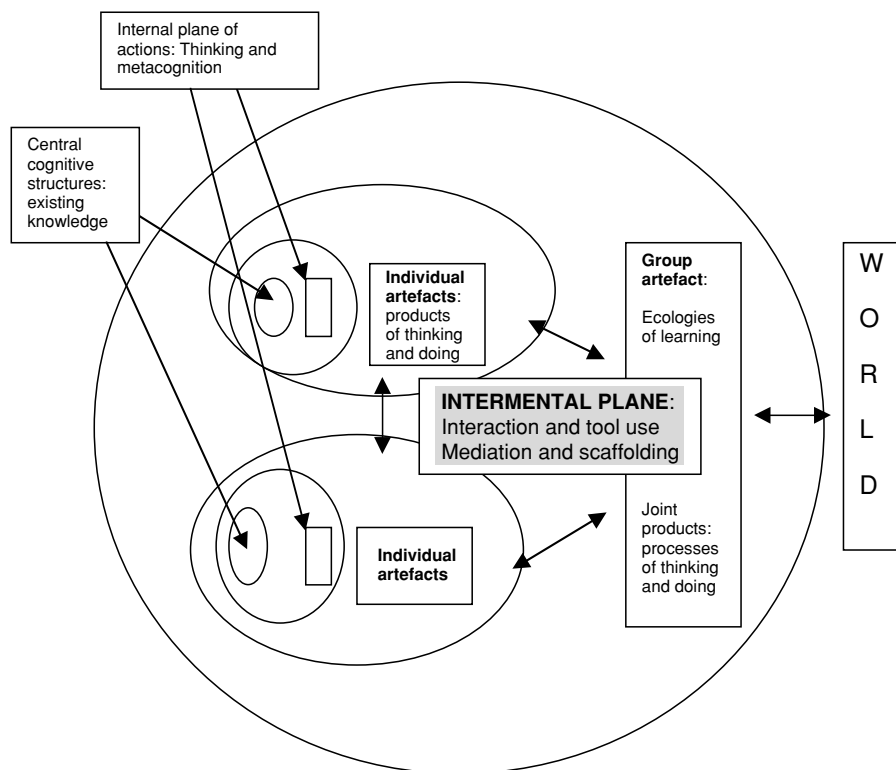 Internal plane of
actions: Thinking and
metacognition
Central
cognitive
structures:
existing
knowledge
Individual
artefacts:
products
of thinking
and doing
Group
artefact:
Ecologies
of learning
W
O
R
L
D
INTERMENTAL PLANE:
Interaction and tool use
Mediation and scaffolding
Individual
artefacts
Joint
products:
processes
of thinking
and doing